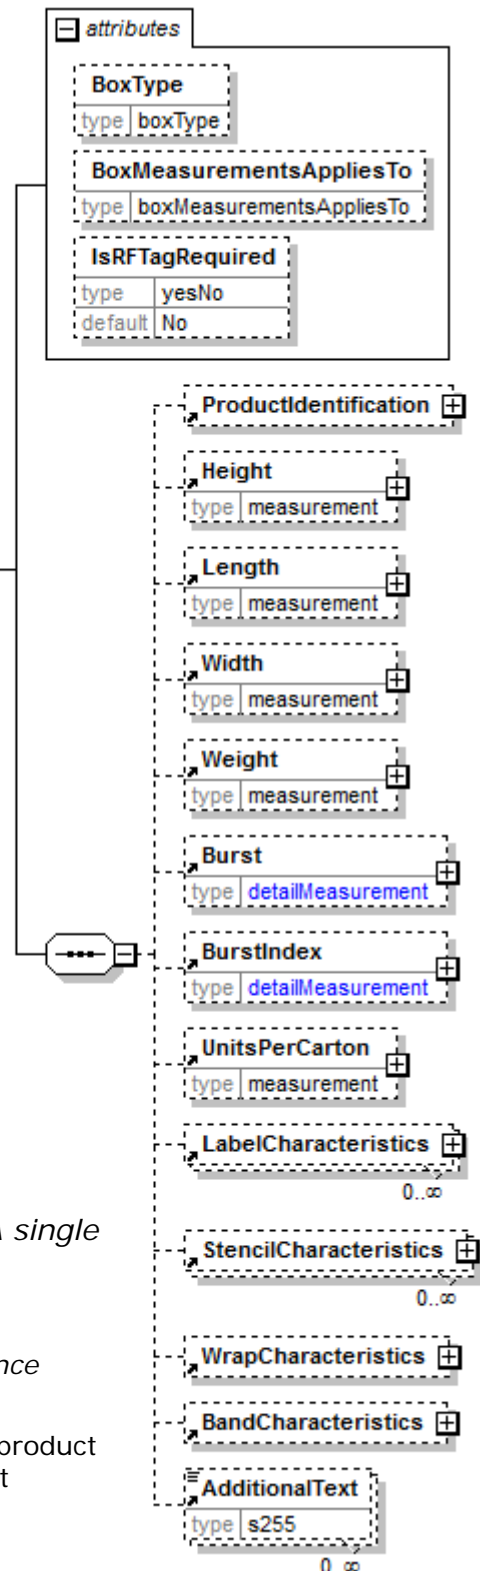 attributes
BoxType
type boxType
BoxMeasurementsAppliesTo
type boxMeasurementsAppliesTo
IsRFTagRequired
type yesNo
default No
ProductIdentification
Height
type measurement
Length
type measurement
Width
type measurement
Weight
type measurement
Burst
type detailMeasurement
BurstIndex
type detailMeasurement
UnitsPerCarton
type measurement
LabelCharacteristics
0..∞
single
StencilCharacteristics
0..∞
nce
WrapCharacteristics
product
BandCharacteristics
t
AdditionalText
type s255
0..∞